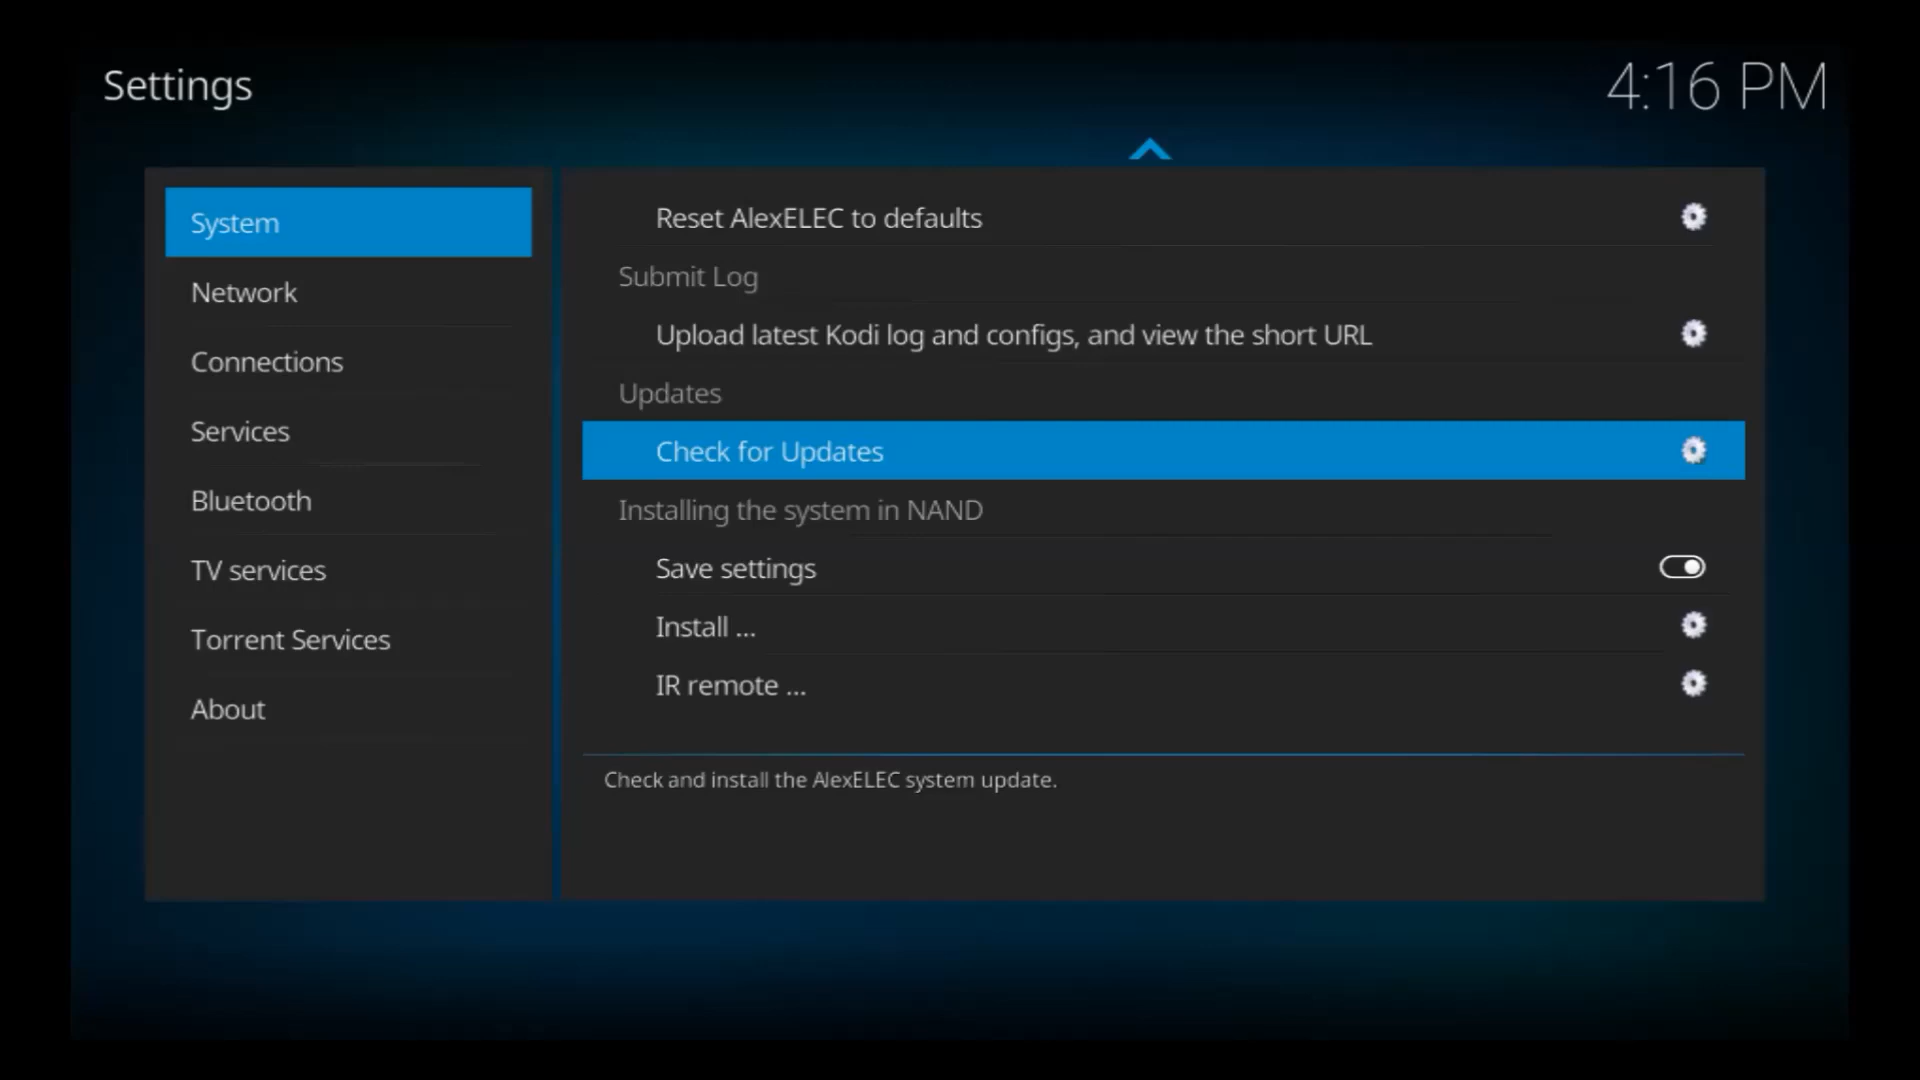 Settings
4:16 PM
System
Network
Connections
Services
Bluetooth
TV services
Torrent Services
About
Reset AlexELEC to defaults
Submit Log
Upload latest Kodi log and configs, and view the short URL
Updates
Check for Updates
Installing the system in NAND
Save settings
Install ...
IR remote ...
Check and install the AlexELEC system update.